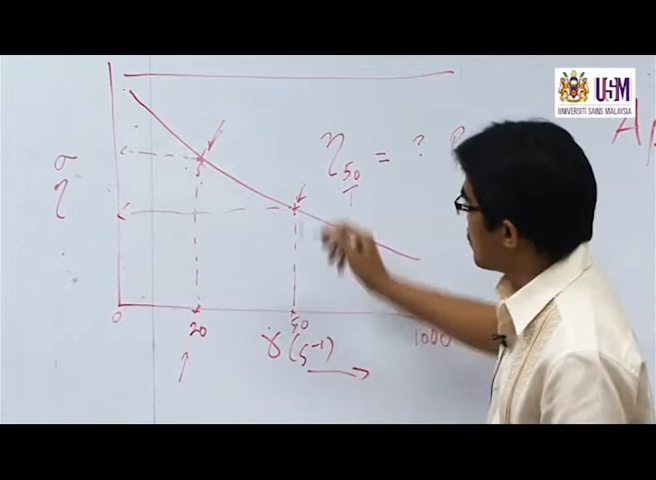 USM
UNIVERSITI SAINS MALAYSIA
σ
η
η50 = ?
0
20
50
1000
γ̇ (s⁻¹)